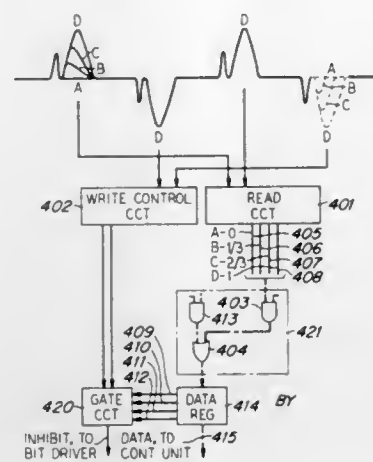 D
D
C
B
A
A
B
C
D
D
402
WRITE CONTROL CCT
READ CCT
401
A-0
405
B-1/3
406
C-2/3
407
D-1
408
403
413
421
404
409
410
411
412
BY
420
GATE CCT
DATA REG
414
INHIBIT, TO BIT DRIVER
DATA, TO CONT UNIT
415